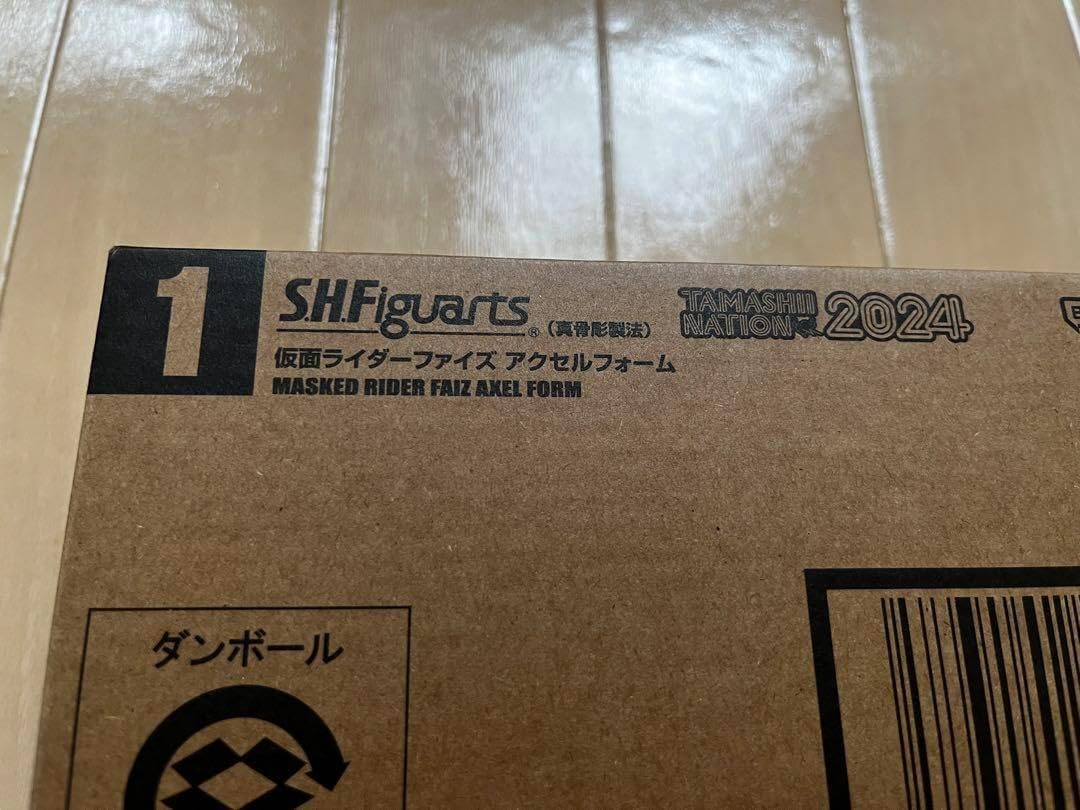 1
S.H.Figuarts® (真骨彫製法)
仮面ライダーファイズ アクセルフォーム
MASKED RIDER FAIZ AXEL FORM
TAMASHII
NATION 2024
ダンボール